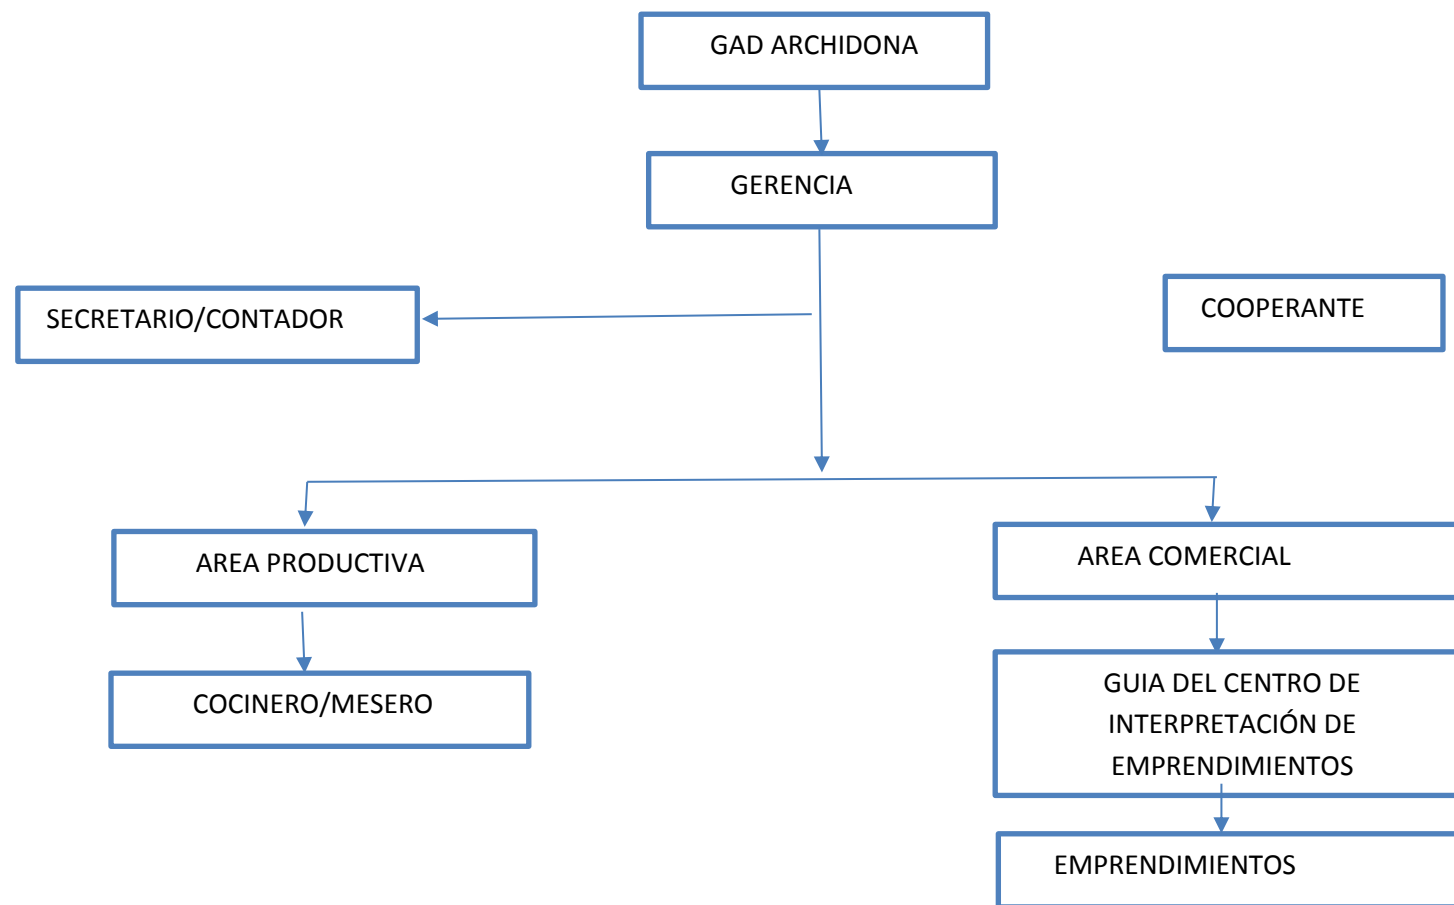 GAD ARCHIDONA
GERENCIA
SECRETARIO/CONTADOR
COOPERANTE
AREA PRODUCTIVA
AREA COMERCIAL
COCINERO/MESERO
GUIA DEL CENTRO DE
INTERPRETACIÓN DE
EMPRENDIMIENTOS
EMPRENDIMIENTOS